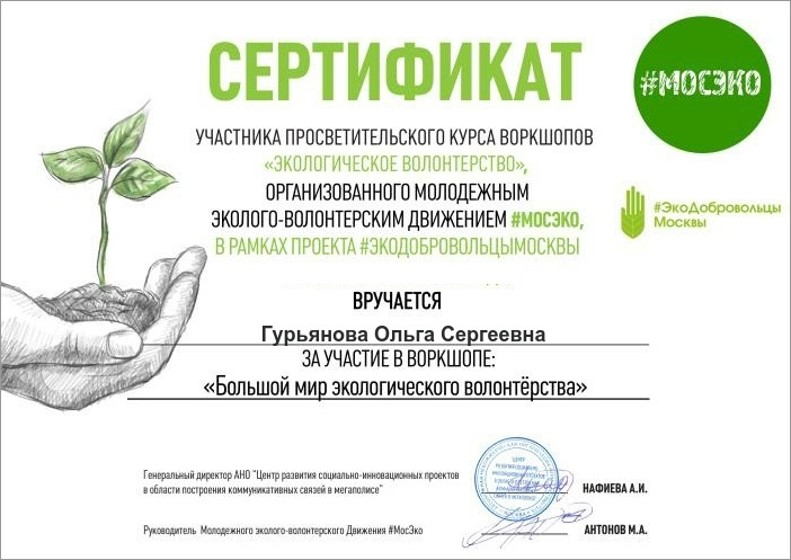 СЕРТИФИКАТ
#МОСЭКО
УЧАСТНИКА ПРОСВЕТИТЕЛЬСКОГО КУРСА ВОРКШОПОВ
«ЭКОЛОГИЧЕСКОЕ ВОЛОНТЕРСТВО»,
ОРГАНИЗОВАННОГО МОЛОДЕЖНЫМ
ЭКОЛОГО-ВОЛОНТЕРСКИМ ДВИЖЕНИЕМ #МОСЭКО,
В РАМКАХ ПРОЕКТА #ЭКОДОБРОВОЛЬЦЫМОСКВЫ
#ЭкоДобровольцы
Москвы
ВРУЧАЕТСЯ
Гурьянова Ольга Сергеевна
ЗА УЧАСТИЕ В ВОРКШОПЕ:
«Большой мир экологического волонтёрства»
Генеральный директор АНО "Центр развития социально-инновационных проектов
в области построения коммуникативных связей в мегаполисе"
НАФИЕВА А.И.
Руководитель Молодежного эколого-волонтерского Движения #МосЭко
АНТОНОВ М.А.